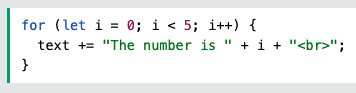 for (let i = 0; i < 5; i++) {
  text += "The number is " + i + "<br>";
}